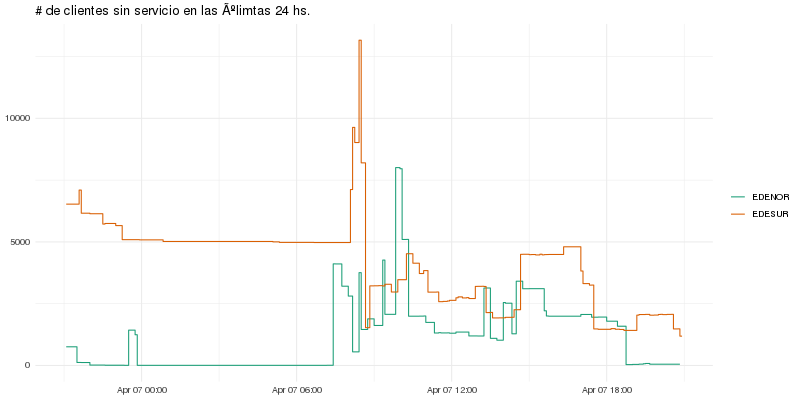 # de clientes sin servicio en las Ãºlimtas 24 hs.
10000
5000
0
Apr 07 00:00
Apr 07 06:00
Apr 07 12:00
Apr 07 18:00
EDENOR
EDESUR